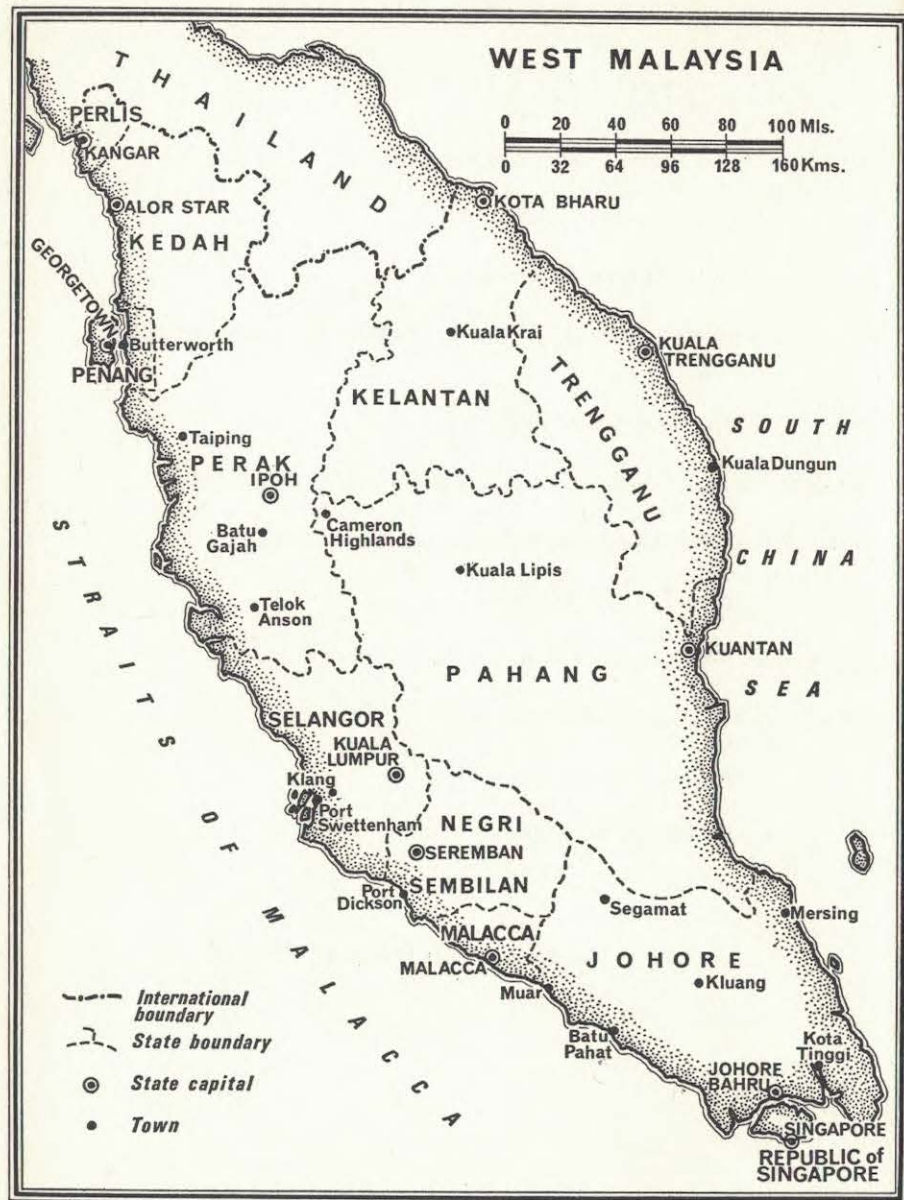 WEST MALAYSIA
0 20 40 60 80 100 Mls.
0 32 64 96 128 160 Kms.
THAILAND
PERLIS
KANGAR
ALOR STAR
KOTA BHARU
KEDAH
GEORGETOWN
Butterworth
PENANG
Kuala Krai
KUALA
TRENGGANU
TRENGGANU
KELANTAN
Taiping
PERAK
IPOH
SOUTH
CHINA
SEA
Kuala Dungun
Batu
Gajah
Cameron
Highlands
Kuala Lipis
Telok
Anson
KUANTAN
PAHANG
STRAITS OF MALACCA
SELANGOR
KUALA
LUMPUR
Klang
Port
Swettenham
NEGRI
SEREMBAN
SEMBILAN
Port
Dickson
Segamat
Mersing
MALACCA
MALACCA
JOHORE
Kluang
Muar
Batu
Pahat
Kota
Tinggi
JOHORE
BAHRU
SINGAPORE
REPUBLIC of
SINGAPORE
International
boundary
State boundary
State capital
Town